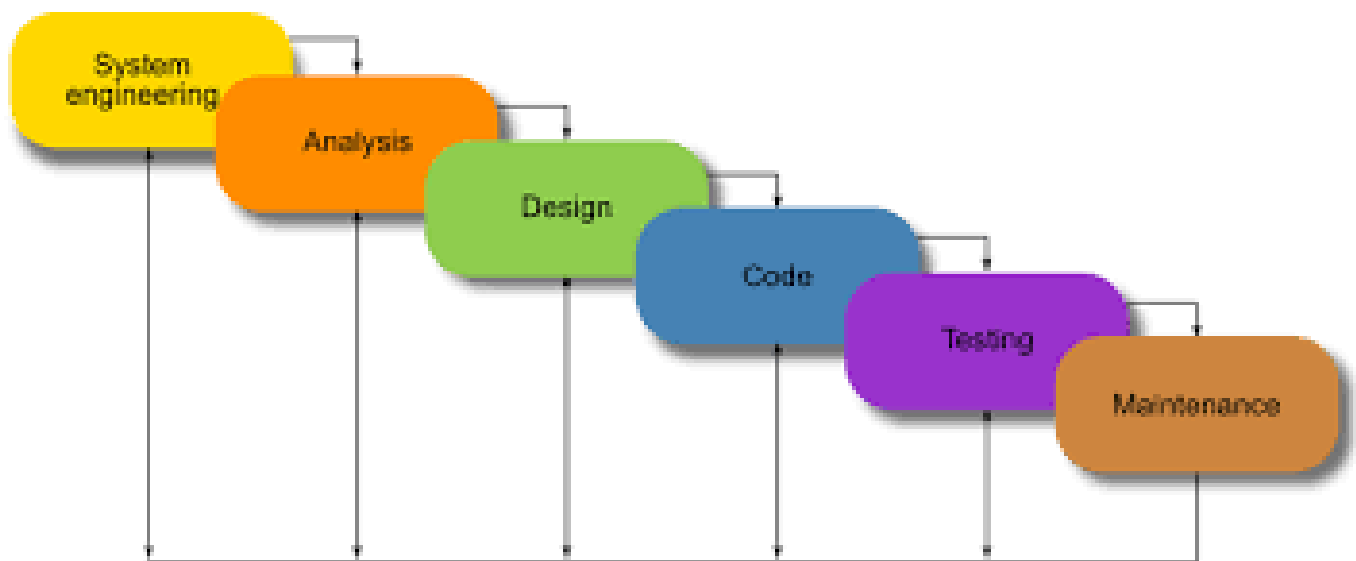 System
engineering
Analysis
Design
Code
Testing
Maintenance